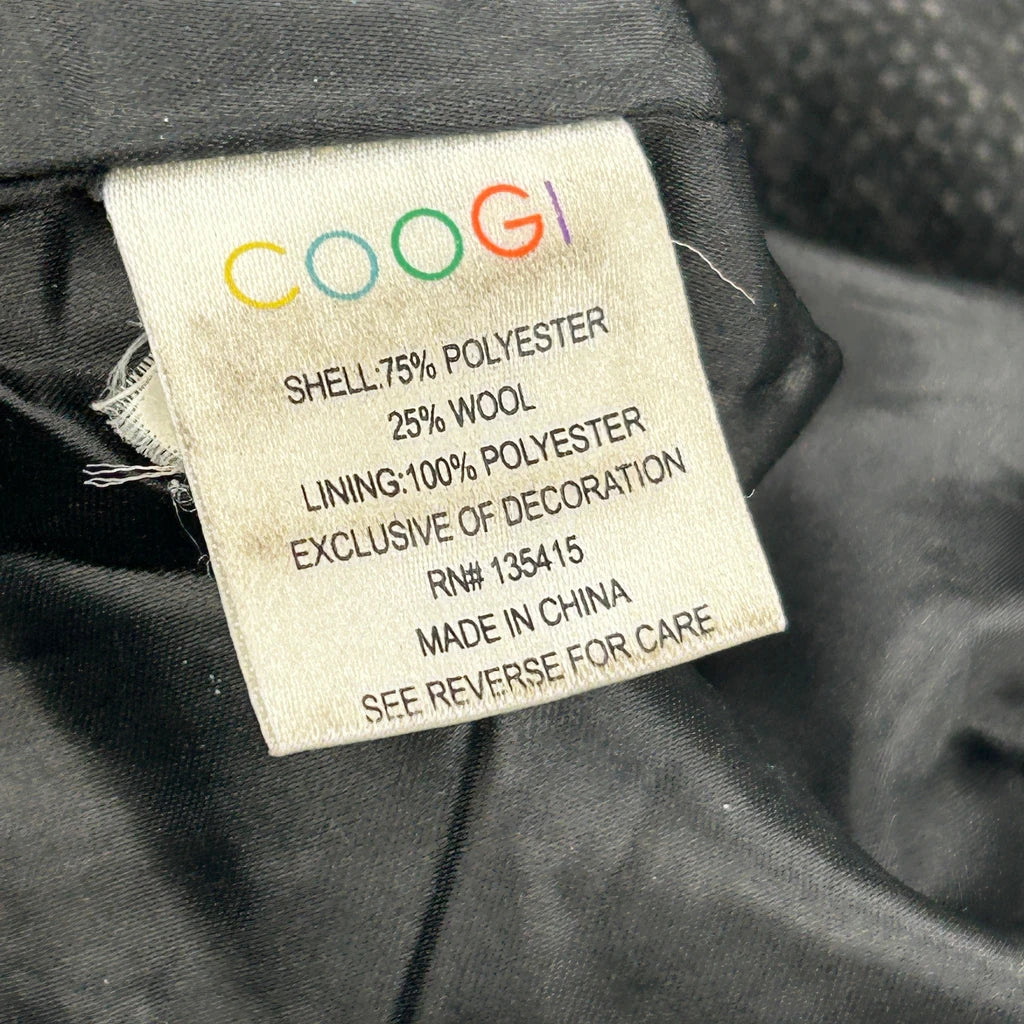 COOGI
SHELL:75% POLYESTER
25% WOOL
LINING:100% POLYESTER
EXCLUSIVE OF DECORATION
RN# 135415
MADE IN CHINA
SEE REVERSE FOR CARE